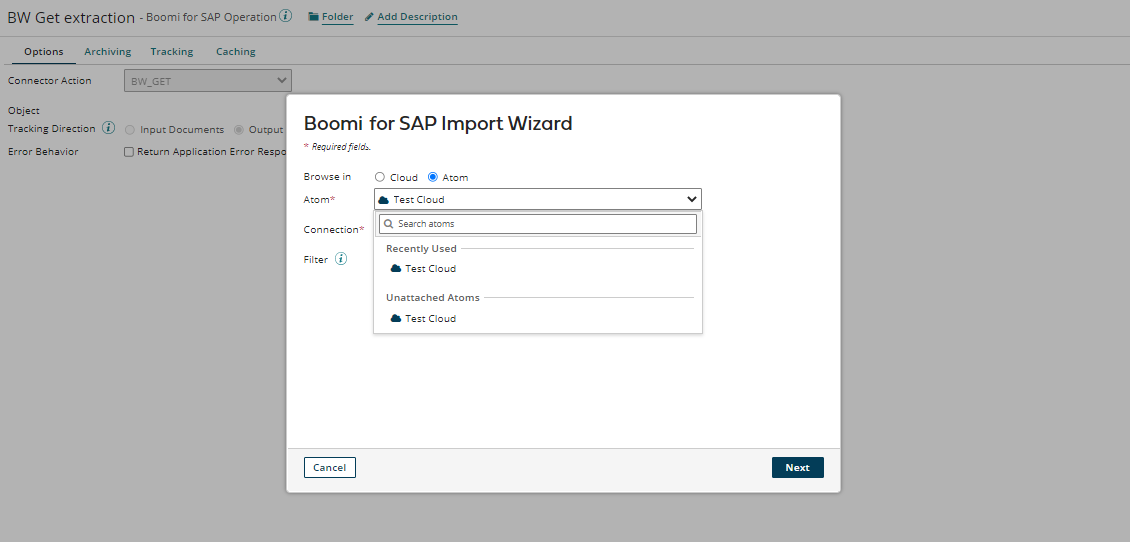 BW Get extraction - Boomi for SAP Operation i Folder Add Description
Options Archiving Tracking Caching
Connector Action BW_GET
Object
Tracking Direction i Input Documents Output
Error Behavior Return Application Error Respo
Boomi for SAP Import Wizard
* Required fields.
Browse in Cloud Atom
Atom* Test Cloud
Search atoms
Connection*
Recently Used
Filter i
Test Cloud
Unattached Atoms
Test Cloud
Cancel Next